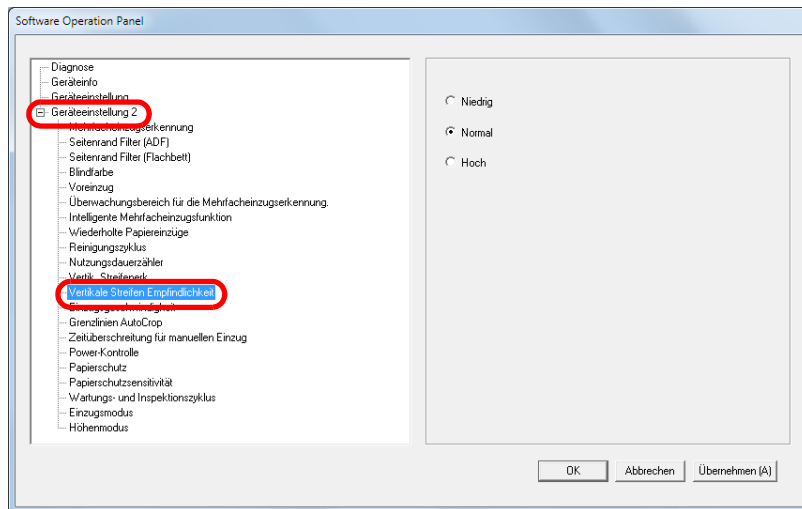 Software Operation Panel
Diagnose
Geräteinfo
Geräteeinstellung
Geräteeinstellung 2
Mehrfacheinzugserkennung
Seitenrand Filter (ADF)
Seitenrand Filter (Flachbett)
Blindfarbe
Voreinzug
Überwachungsbereich für die Mehrfacheinzugserkennung.
Intelligente Mehrfacheinzugsfunktion
Wiederholte Papiereinzüge
Reinigungszyklus
Nutzungsdauerzähler
Vertik. Streifenerk.
Vertikale Streifen Empfindlichkeit
Einzugsgeschwindigkeit
Grenzlinien AutoCrop
Zeitüberschreitung für manuellen Einzug
Power-Kontrolle
Papierschutz
Papierschutzsensitivität
Wartungs- und Inspektionszyklus
Einzugsmodus
Höhenmodus
Niedrig
Normal
Hoch
OK
Abbrechen
Übernehmen (A)